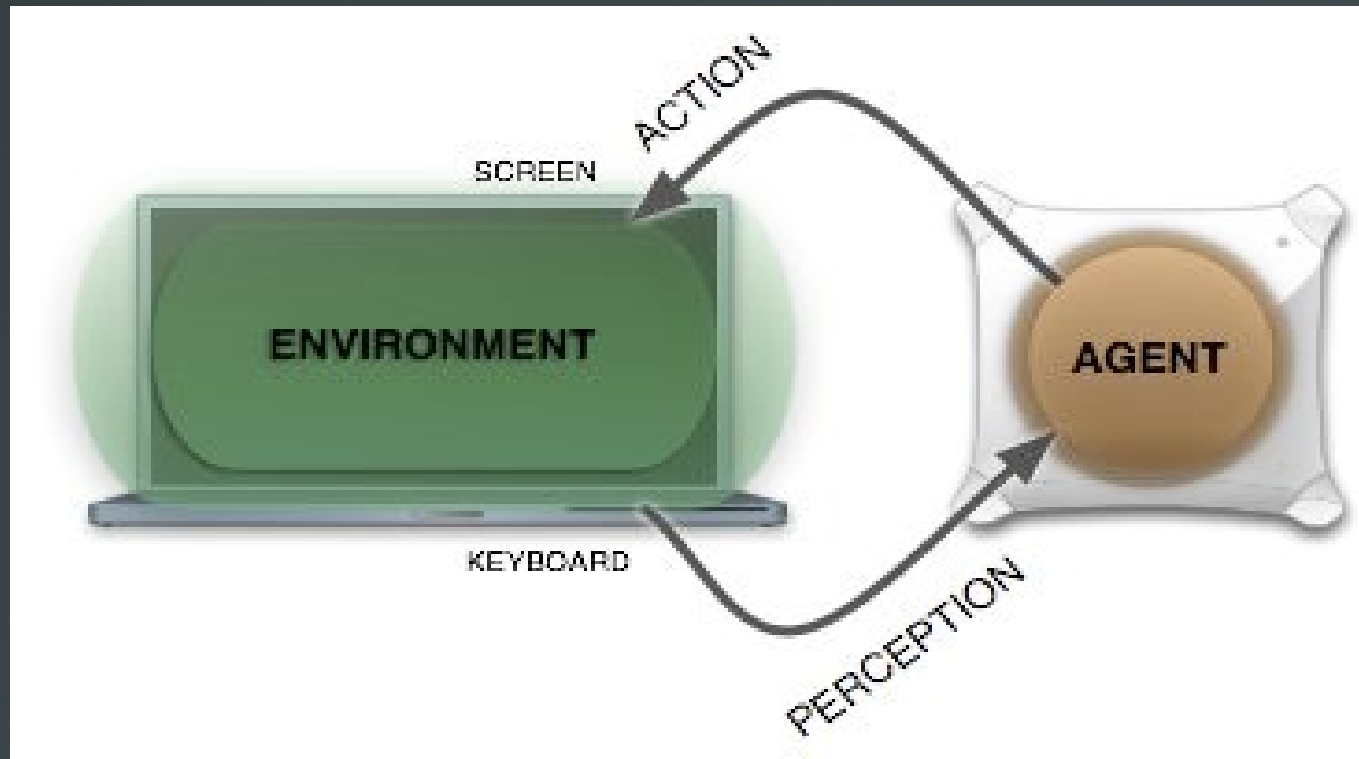 ACTION
SCREEN
ENVIRONMENT
AGENT
KEYBOARD
PERCEPTION